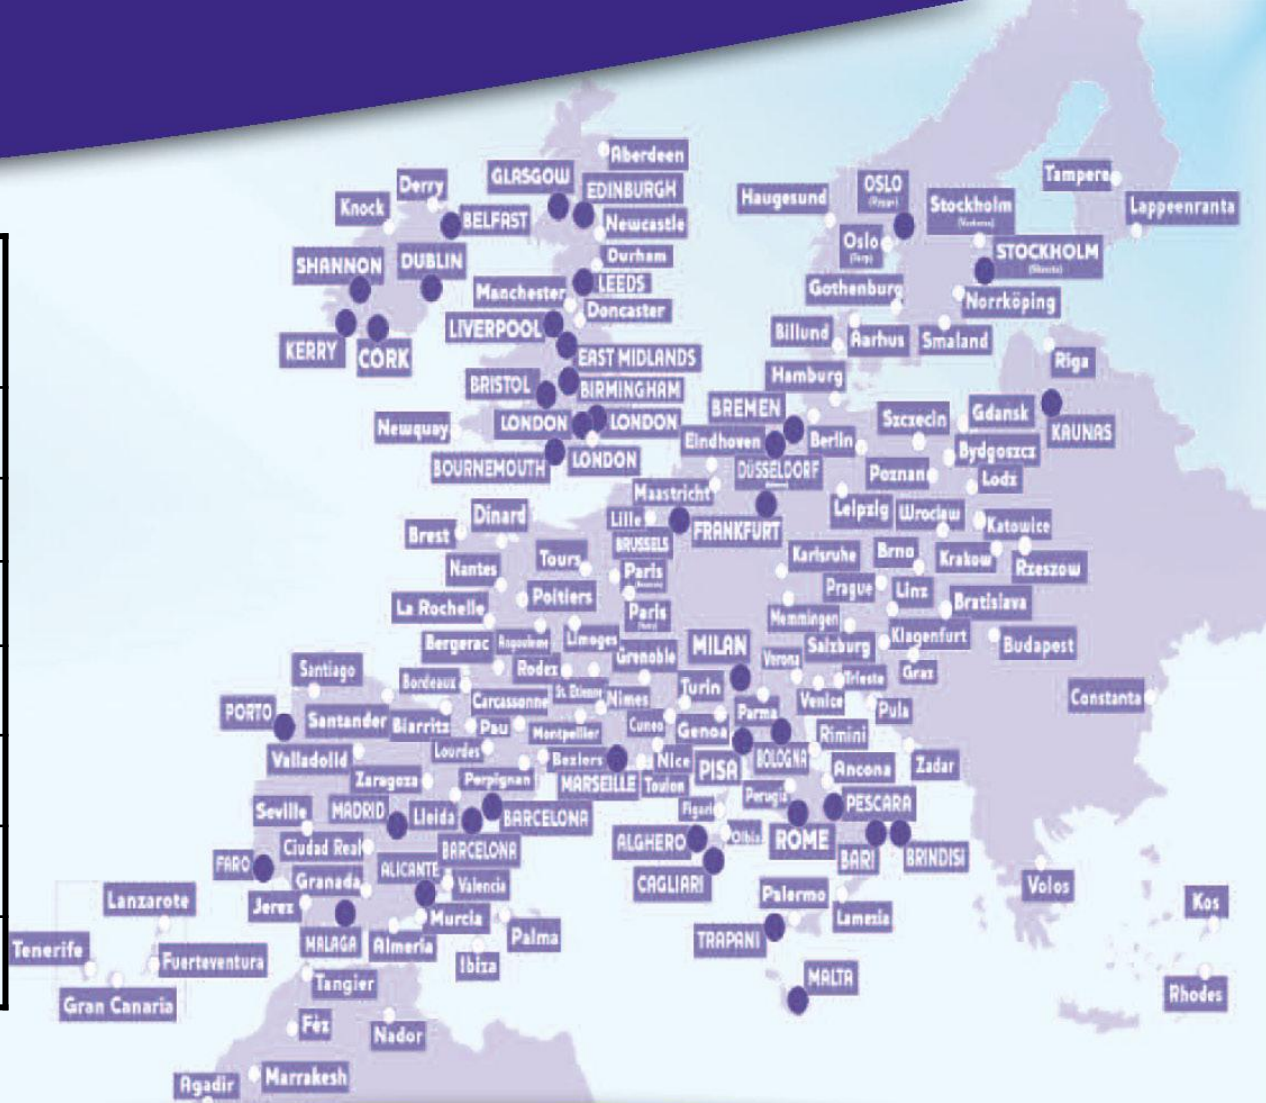 Aberdeen
GLASGOW
EDINBURGH
Derry
Knock
BELFAST
Newcastle
Durham
SHANNON
DUBLIN
LEEDS
Manchester
Doncaster
LIVERPOOL
KERRY
CORK
EAST MIDLANDS
BRISTOL
BIRMINGHAM
Newquay
LONDON
LONDON
BOURNEMOUTH
LONDON
Haugesund
OSLO
(Rygge)
Oslo
(Torp)
Stockholm
STOCKHOLM
(Skavsta)
Tampere
Lappeenranta
Gothenburg
Norrköping
Billund
Aarhus
Smaland
Riga
Hamburg
BREMEN
Szczecin
Gdansk
KAUNAS
Eindhoven
Berlin
Bydgoszcz
DÜSSELDORF
Poznan
Lodz
Maastricht
Leipzig
Wroclaw
Katowice
Lille
FRANKFURT
BRUSSELS
Dinard
Brest
Tours
Paris
Karlsruhe
Brno
Krakow
Rzeszow
Nantes
Poitiers
Paris
Prague
Linz
Bratislava
La Rochelle
Memmingen
Bergerac
Angouleme
Limoges
MILAN
Salzburg
Klagenfurt
Budapest
Grenoble
Verona
Santiago
Rodez
Graz
Bordeaux
St. Etienne
Turin
Trieste
Constanta
Carcassonne
Nimes
Venice
PORTO
Santander
Biarritz
Pau
Cuneo
Genoa
Parma
Pula
Montpellier
Rimini
Valladolid
Lourdes
Beziers
Nice
PISA
BOLOGNA
Ancona
Zadar
Zaragoza
Perpignan
MARSEILLE
Toulon
Seville
MADRID
Lleida
BARCELONA
Figari
Perugia
PESCARA
Ciudad Real
BARCELONA
ALGHERO
Olbia
ROME
BARI
BRINDISI
FARO
ALICANTE
Granada
Valencia
CAGLIARI
Volos
Lanzarote
Jerez
Murcia
Palermo
Lamezia
Kos
Tenerife
Fuerteventura
MALAGA
Almeria
Palma
TRAPANI
Ibiza
MALTA
Gran Canaria
Tangier
Rhodes
Fèz
Nador
Agadir
Marrakesh